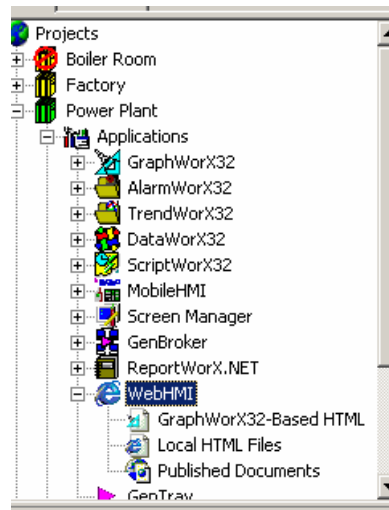 Projects
Boiler Room
Factory
Power Plant
Applications
GraphWorX32
AlarmWorX32
TrendWorX32
DataWorX32
ScriptWorX32
MobileHMI
Screen Manager
GenBroker
ReportWorX.NET
WebHMI
GraphWorX32-Based HTML
Local HTML Files
Published Documents
GenTray